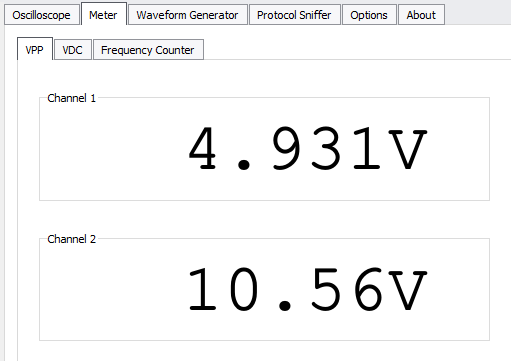 Oscilloscope Meter Waveform Generator Protocol Sniffer Options About
VPP VDC Frequency Counter
Channel 1
4.931V
Channel 2
10.56V